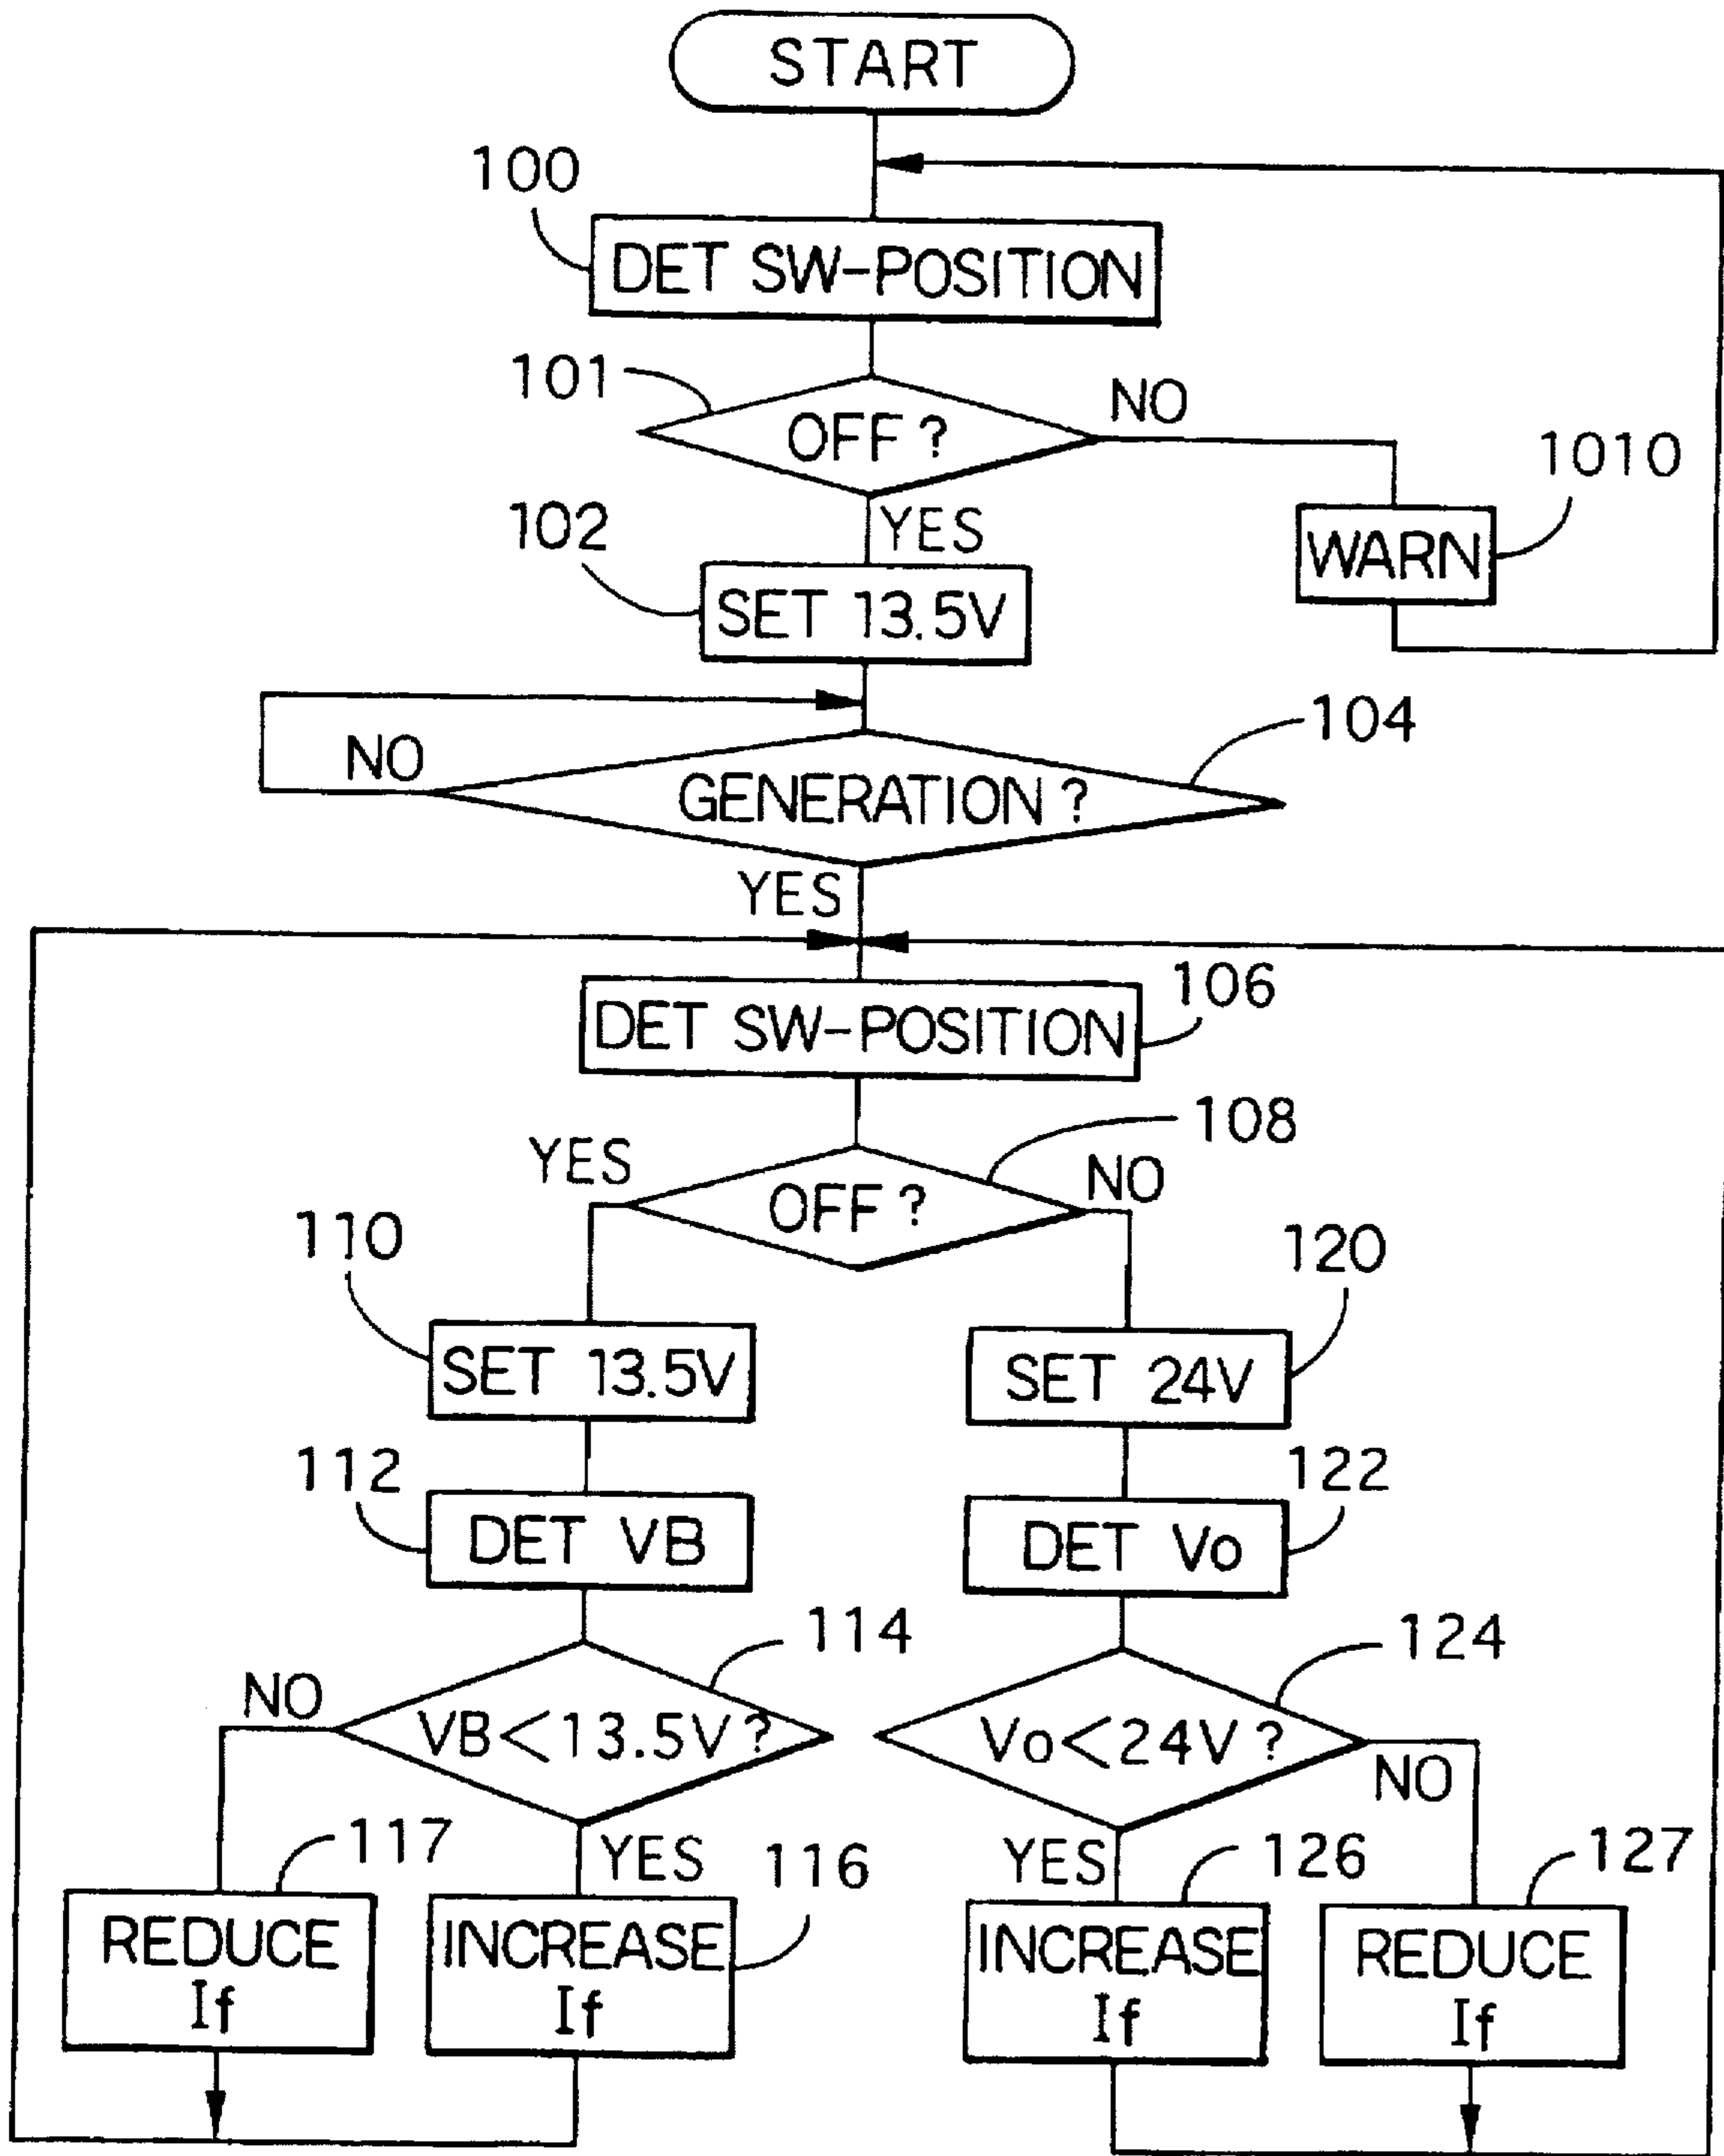 START
100
DET SW-POSITION
101
OFF ?
NO
1010
WARN
YES
102
SET 13.5V
104
NO
GENERATION ?
YES
106
DET SW-POSITION
108
YES
OFF ?
NO
110
120
SET 13.5V
SET 24V
112
122
DET VB
DET Vo
114
124
NO
VB<13.5V ?
Vo<24V ?
NO
117
YES
116
YES
126
127
REDUCE
If
INCREASE
If
INCREASE
If
REDUCE
If